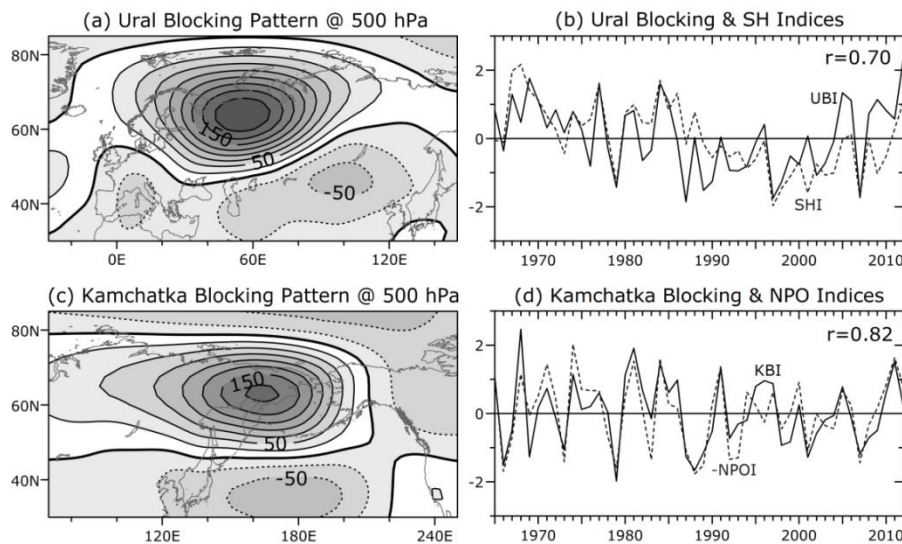 (a) Ural Blocking Pattern @ 500 hPa
80N
60N
40N
150
50
-50
0E 60E 120E
(b) Ural Blocking & SH Indices
r=0.70
2
0
-2
UBI
SHI
1970 1980 1990 2000 2010
(c) Kamchatka Blocking Pattern @ 500 hPa
80N
60N
40N
150
50
-50
120E 180E 240E
(d) Kamchatka Blocking & NPO Indices
r=0.82
2
0
-2
KBI
-NPOI
1970 1980 1990 2000 2010